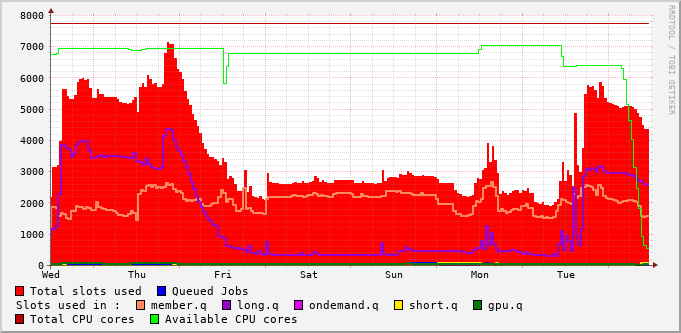 8000
7000
6000
5000
4000
3000
2000
1000
0
Wed Thu Fri Sat Sun Mon Tue
RRDTOOL / TOBI OETIKER
Total slots used Queued Jobs
Slots used in : member.q long.q ondemand.q short.q gpu.q
Total CPU cores Available CPU cores